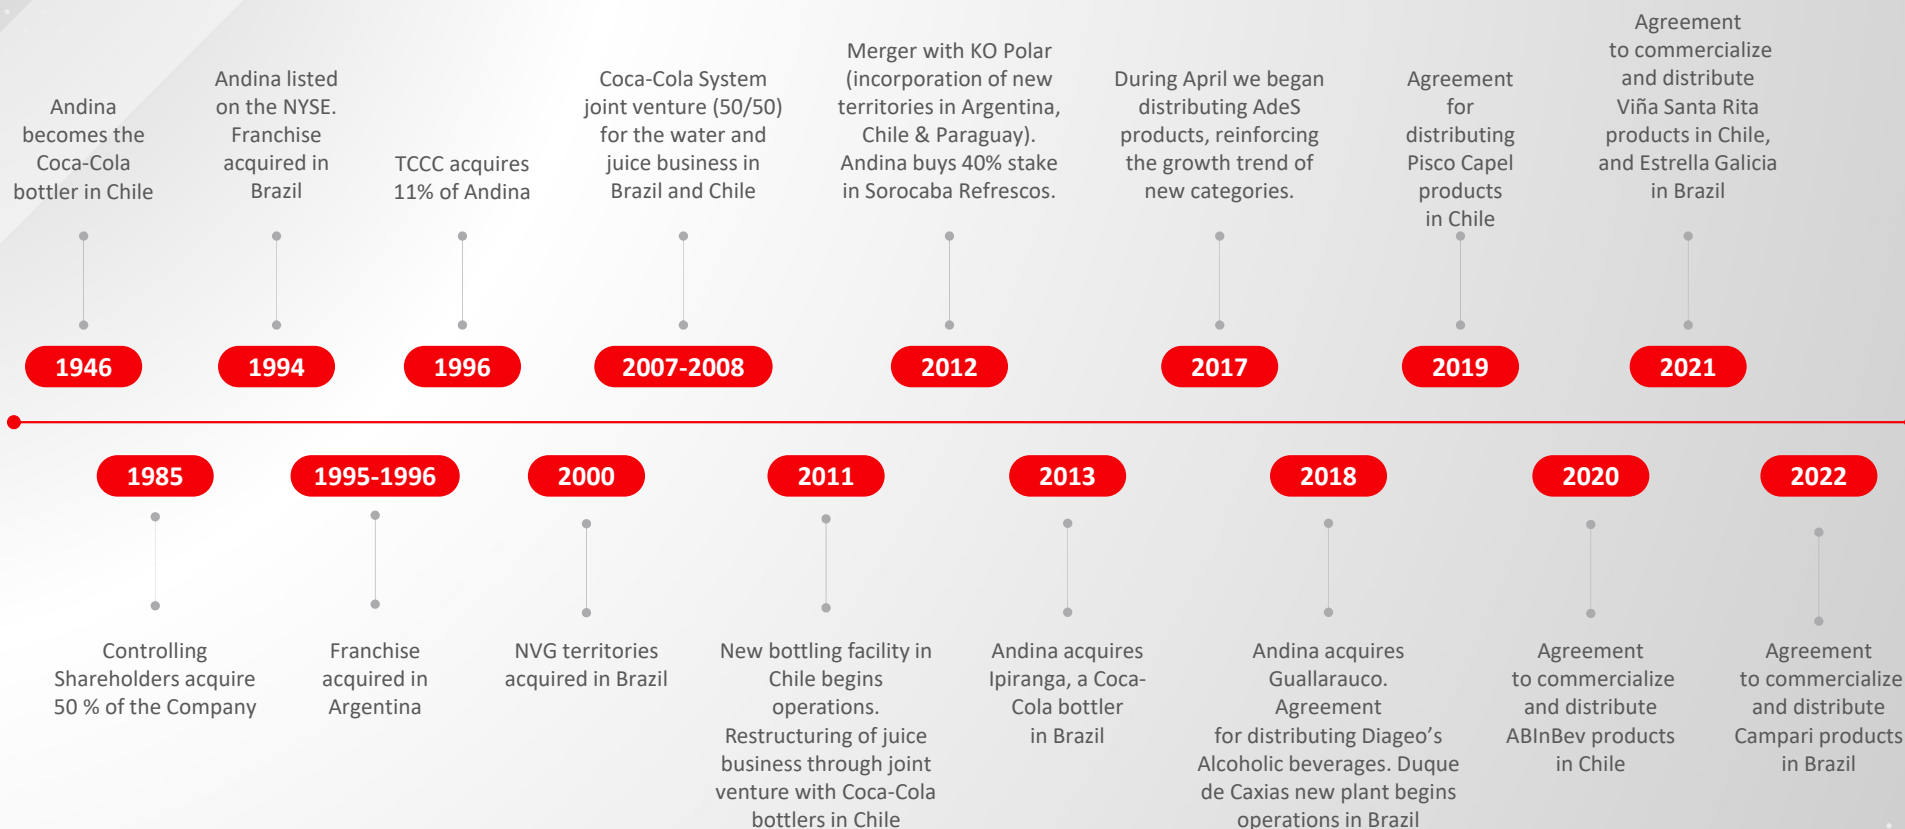 Andina
becomes the
Coca-Cola
bottler in Chile
Andina listed
on the NYSE.
Franchise
acquired in
Brazil
TCCC acquires
11% of Andina
Coca-Cola System
joint venture (50/50)
for the water and
juice business in
Brazil and Chile
Merger with KO Polar
(incorporation of new
territories in Argentina,
Chile & Paraguay).
Andina buys 40% stake
in Sorocaba Refrescos.
During April we began
distributing AdeS
products, reinforcing
the growth trend of
new categories.
Agreement
for
distributing
Pisco Capel
products
in Chile
Agreement
to commercialize
and distribute
Viña Santa Rita
products in Chile,
and Estrella Galicia
in Brazil
1946
1994
1996
2007-2008
2012
2017
2019
2021
1985
1995-1996
2000
2011
2013
2018
2020
2022
Controlling
Shareholders acquire
50 % of the Company
Franchise
acquired in
Argentina
NVG territories
acquired in Brazil
New bottling facility in
Chile begins
operations.
Restructuring of juice
business through joint
venture with Coca-Cola
bottlers in Chile
Andina acquires
Ipiranga, a Coca-
Cola bottler
in Brazil
Andina acquires
Guallarauco.
Agreement
for distributing Diageo’s
Alcoholic beverages. Duque
de Caxias new plant begins
operations in Brazil
Agreement
to commercialize
and distribute
ABInBev products
in Chile
Agreement
to commercialize
and distribute
Campari products
in Brazil